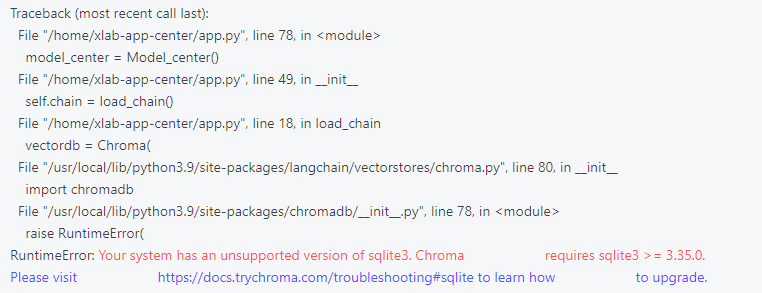 Traceback (most recent call last):
File "/home/xlab-app-center/app.py", line 78, in <module>
model_center = Model_center()
File "/home/xlab-app-center/app.py", line 49, in __init__
self.chain = load_chain()
File "/home/xlab-app-center/app.py", line 18, in load_chain
vectordb = Chroma(
File "/usr/local/lib/python3.9/site-packages/langchain/vectorstores/chroma.py", line 80, in __init__
import chromadb
File "/usr/local/lib/python3.9/site-packages/chromadb/__init__.py", line 78, in <module>
raise RuntimeError(
RuntimeError: Your system has an unsupported version of sqlite3. Chroma requires sqlite3 >= 3.35.0.
Please visit https://docs.trychroma.com/troubleshooting#sqlite to learn how to upgrade.